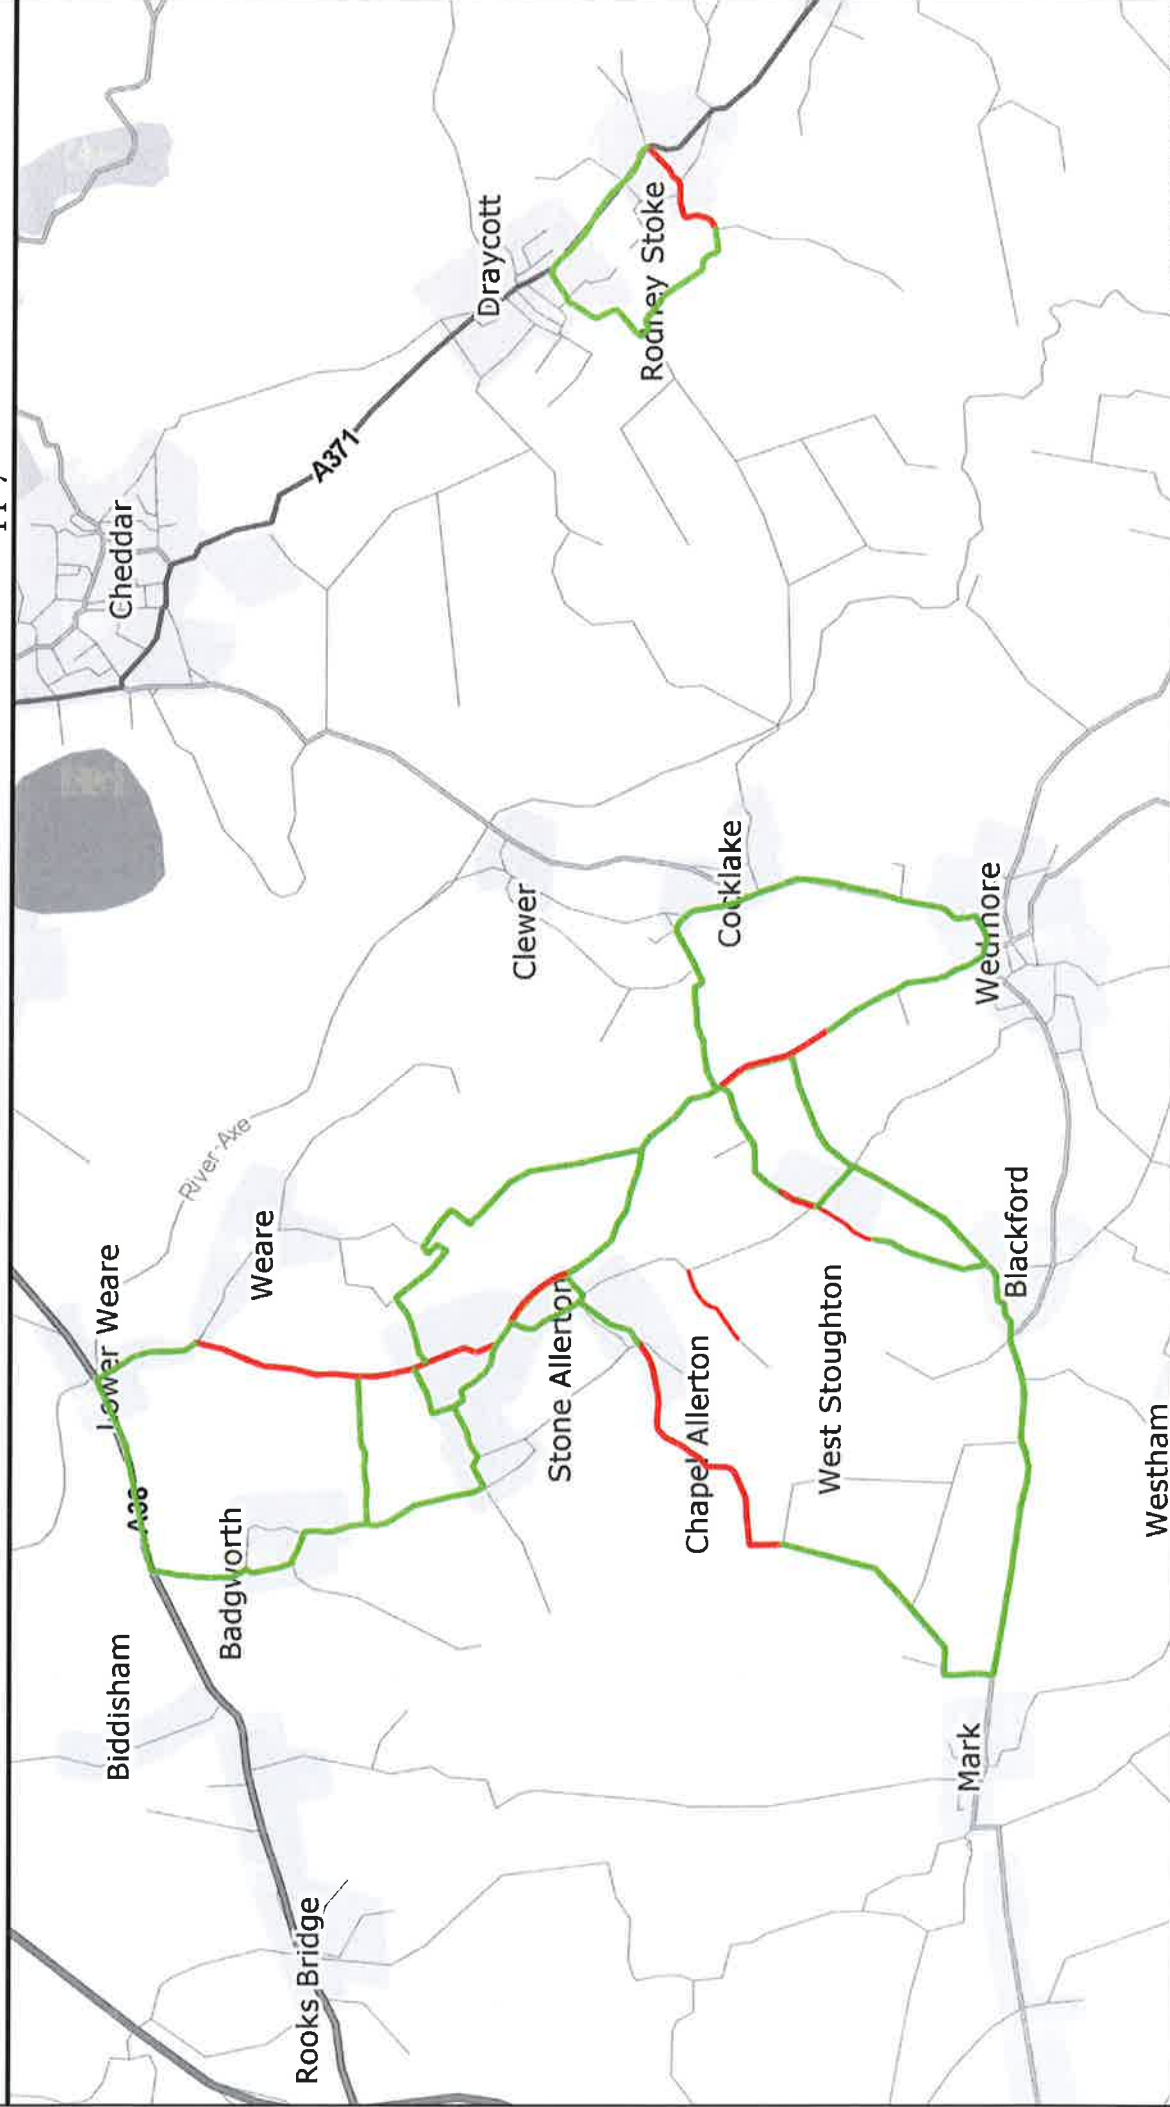 Cheddar
A371
Draycott
Rodney Stoke
Clewer
Cocklake
Wedmore
River Axe
Lower Weare
Weare
A38
Stone Allerton
Chapel Allerton
West Stoughton
Blackford
Westham
Biddisham
Badgworth
Mark
Rooks Bridge